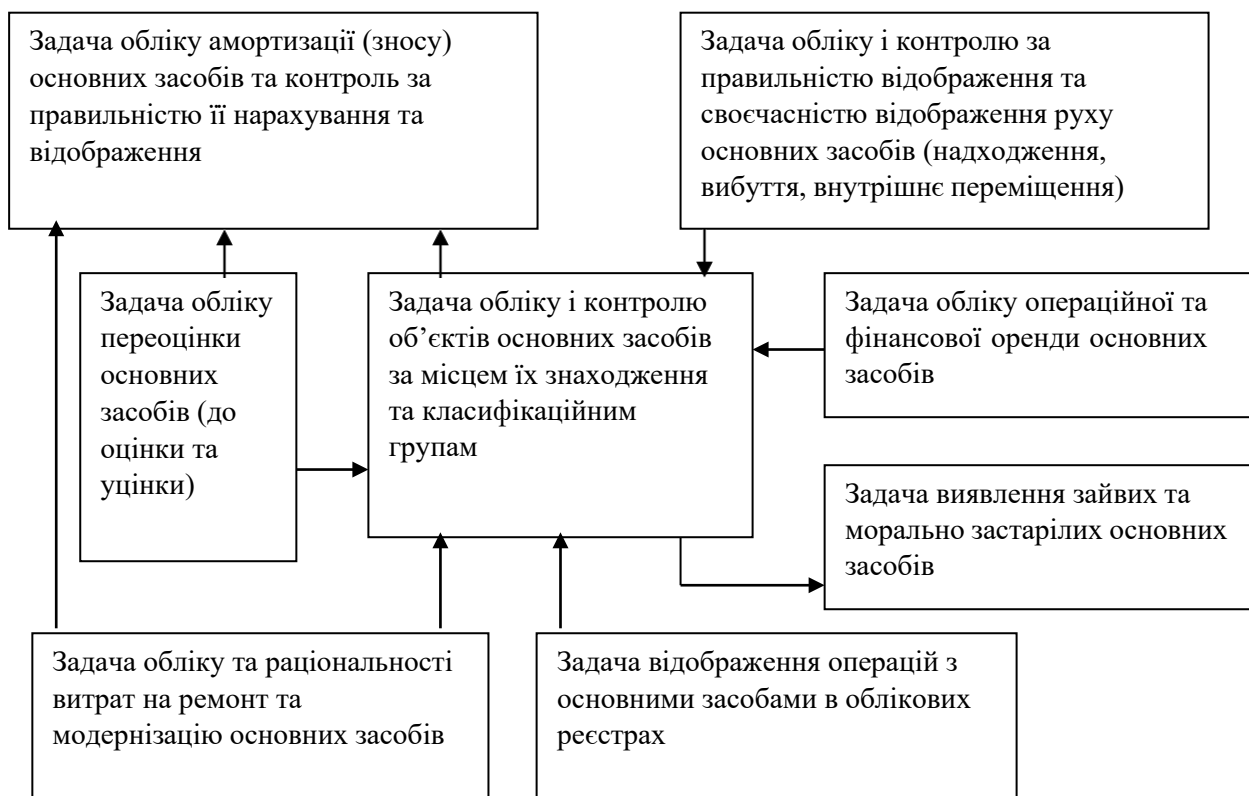 Задача обліку амортизації (зносу)
основних засобів та контроль за
правильністю її нарахування та
відображення
Задача обліку і контролю за
правильністю відображення та
своєчасністю відображення руху
основних засобів (надходження,
вибуття, внутрішнє переміщення)
Задача обліку
переоцінки
основних
засобів (до
оцінки та
уцінки)
Задача обліку і контролю
об’єктів основних засобів
за місцем їх знаходження
та класифікаційним
групам
Задача обліку операційної та
фінансової оренди основних
засобів
Задача виявлення зайвих та
морально застарілих основних
засобів
Задача обліку та раціональності
витрат на ремонт та
модернізацію основних засобів
Задача відображення операцій з
основними засобами в облікових
реєстрах